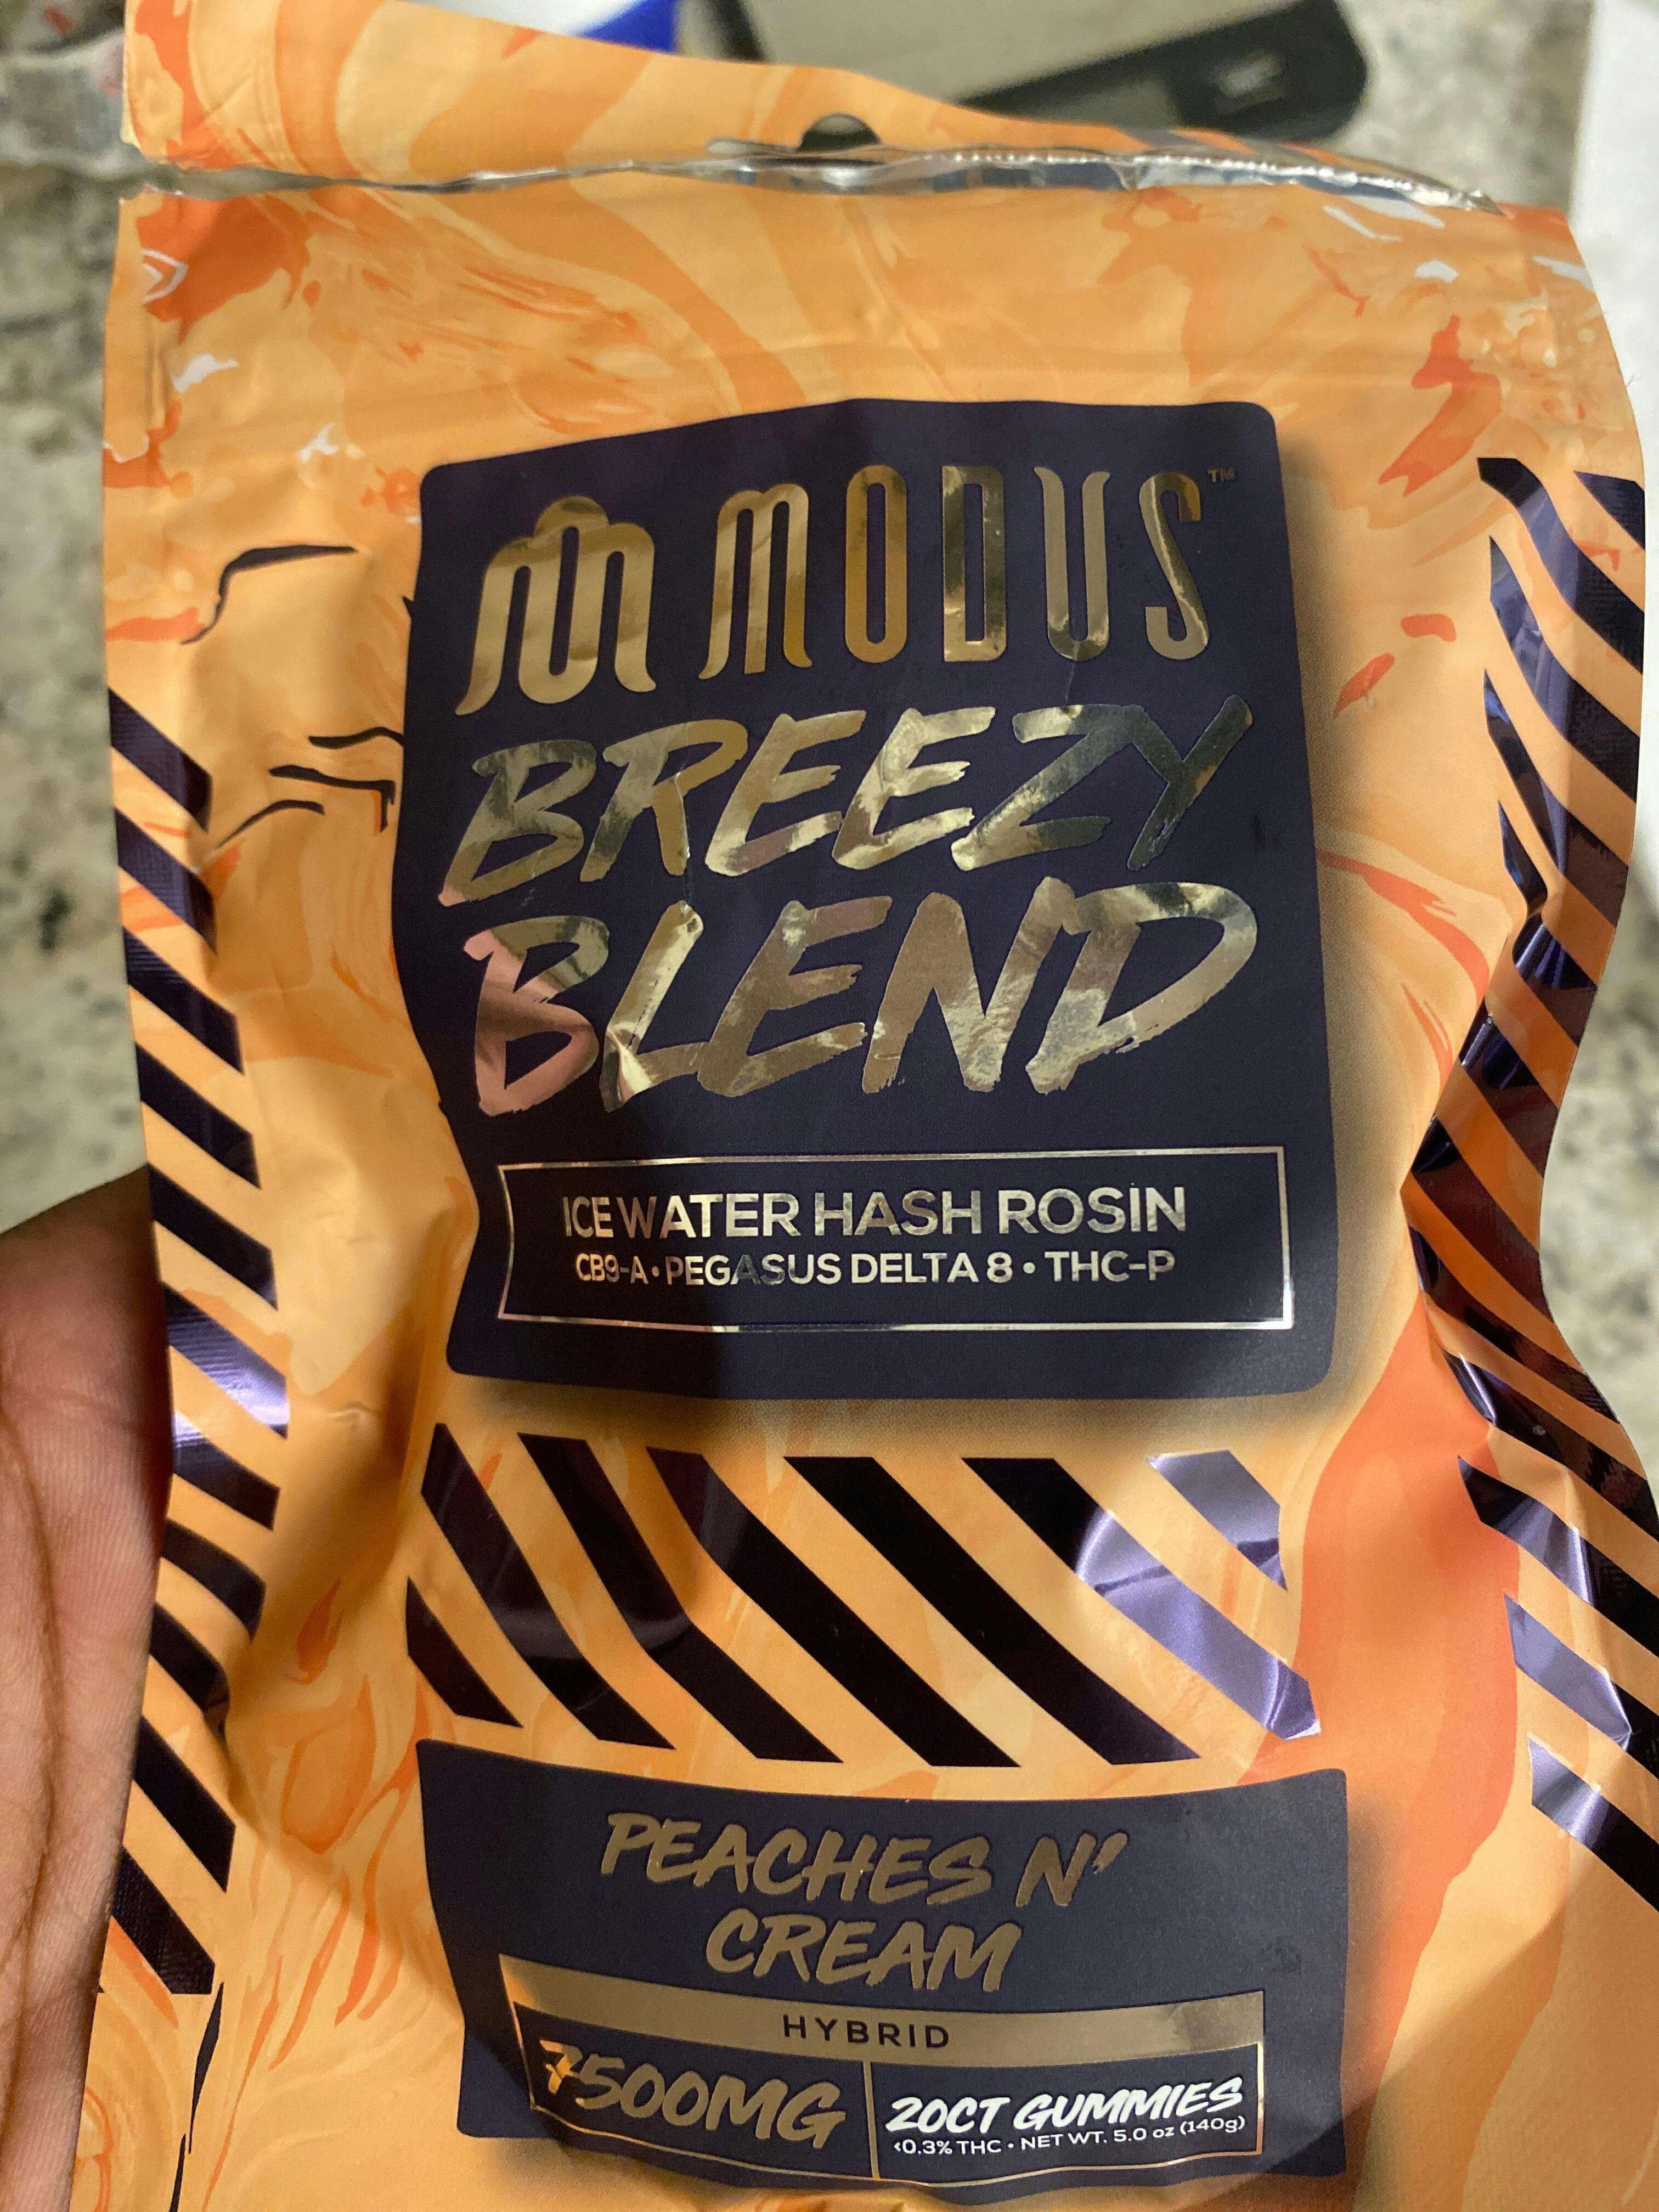 MODUS™
BREEZY
BLEND
ICE WATER HASH ROSIN
CB9-A • PEGASUS DELTA 8 • THC-P
PEACHES N'
CREAM
HYBRID
7500MG
20CT GUMMIES
<0.3% THC • NET WT. 5.0 oz (140g)